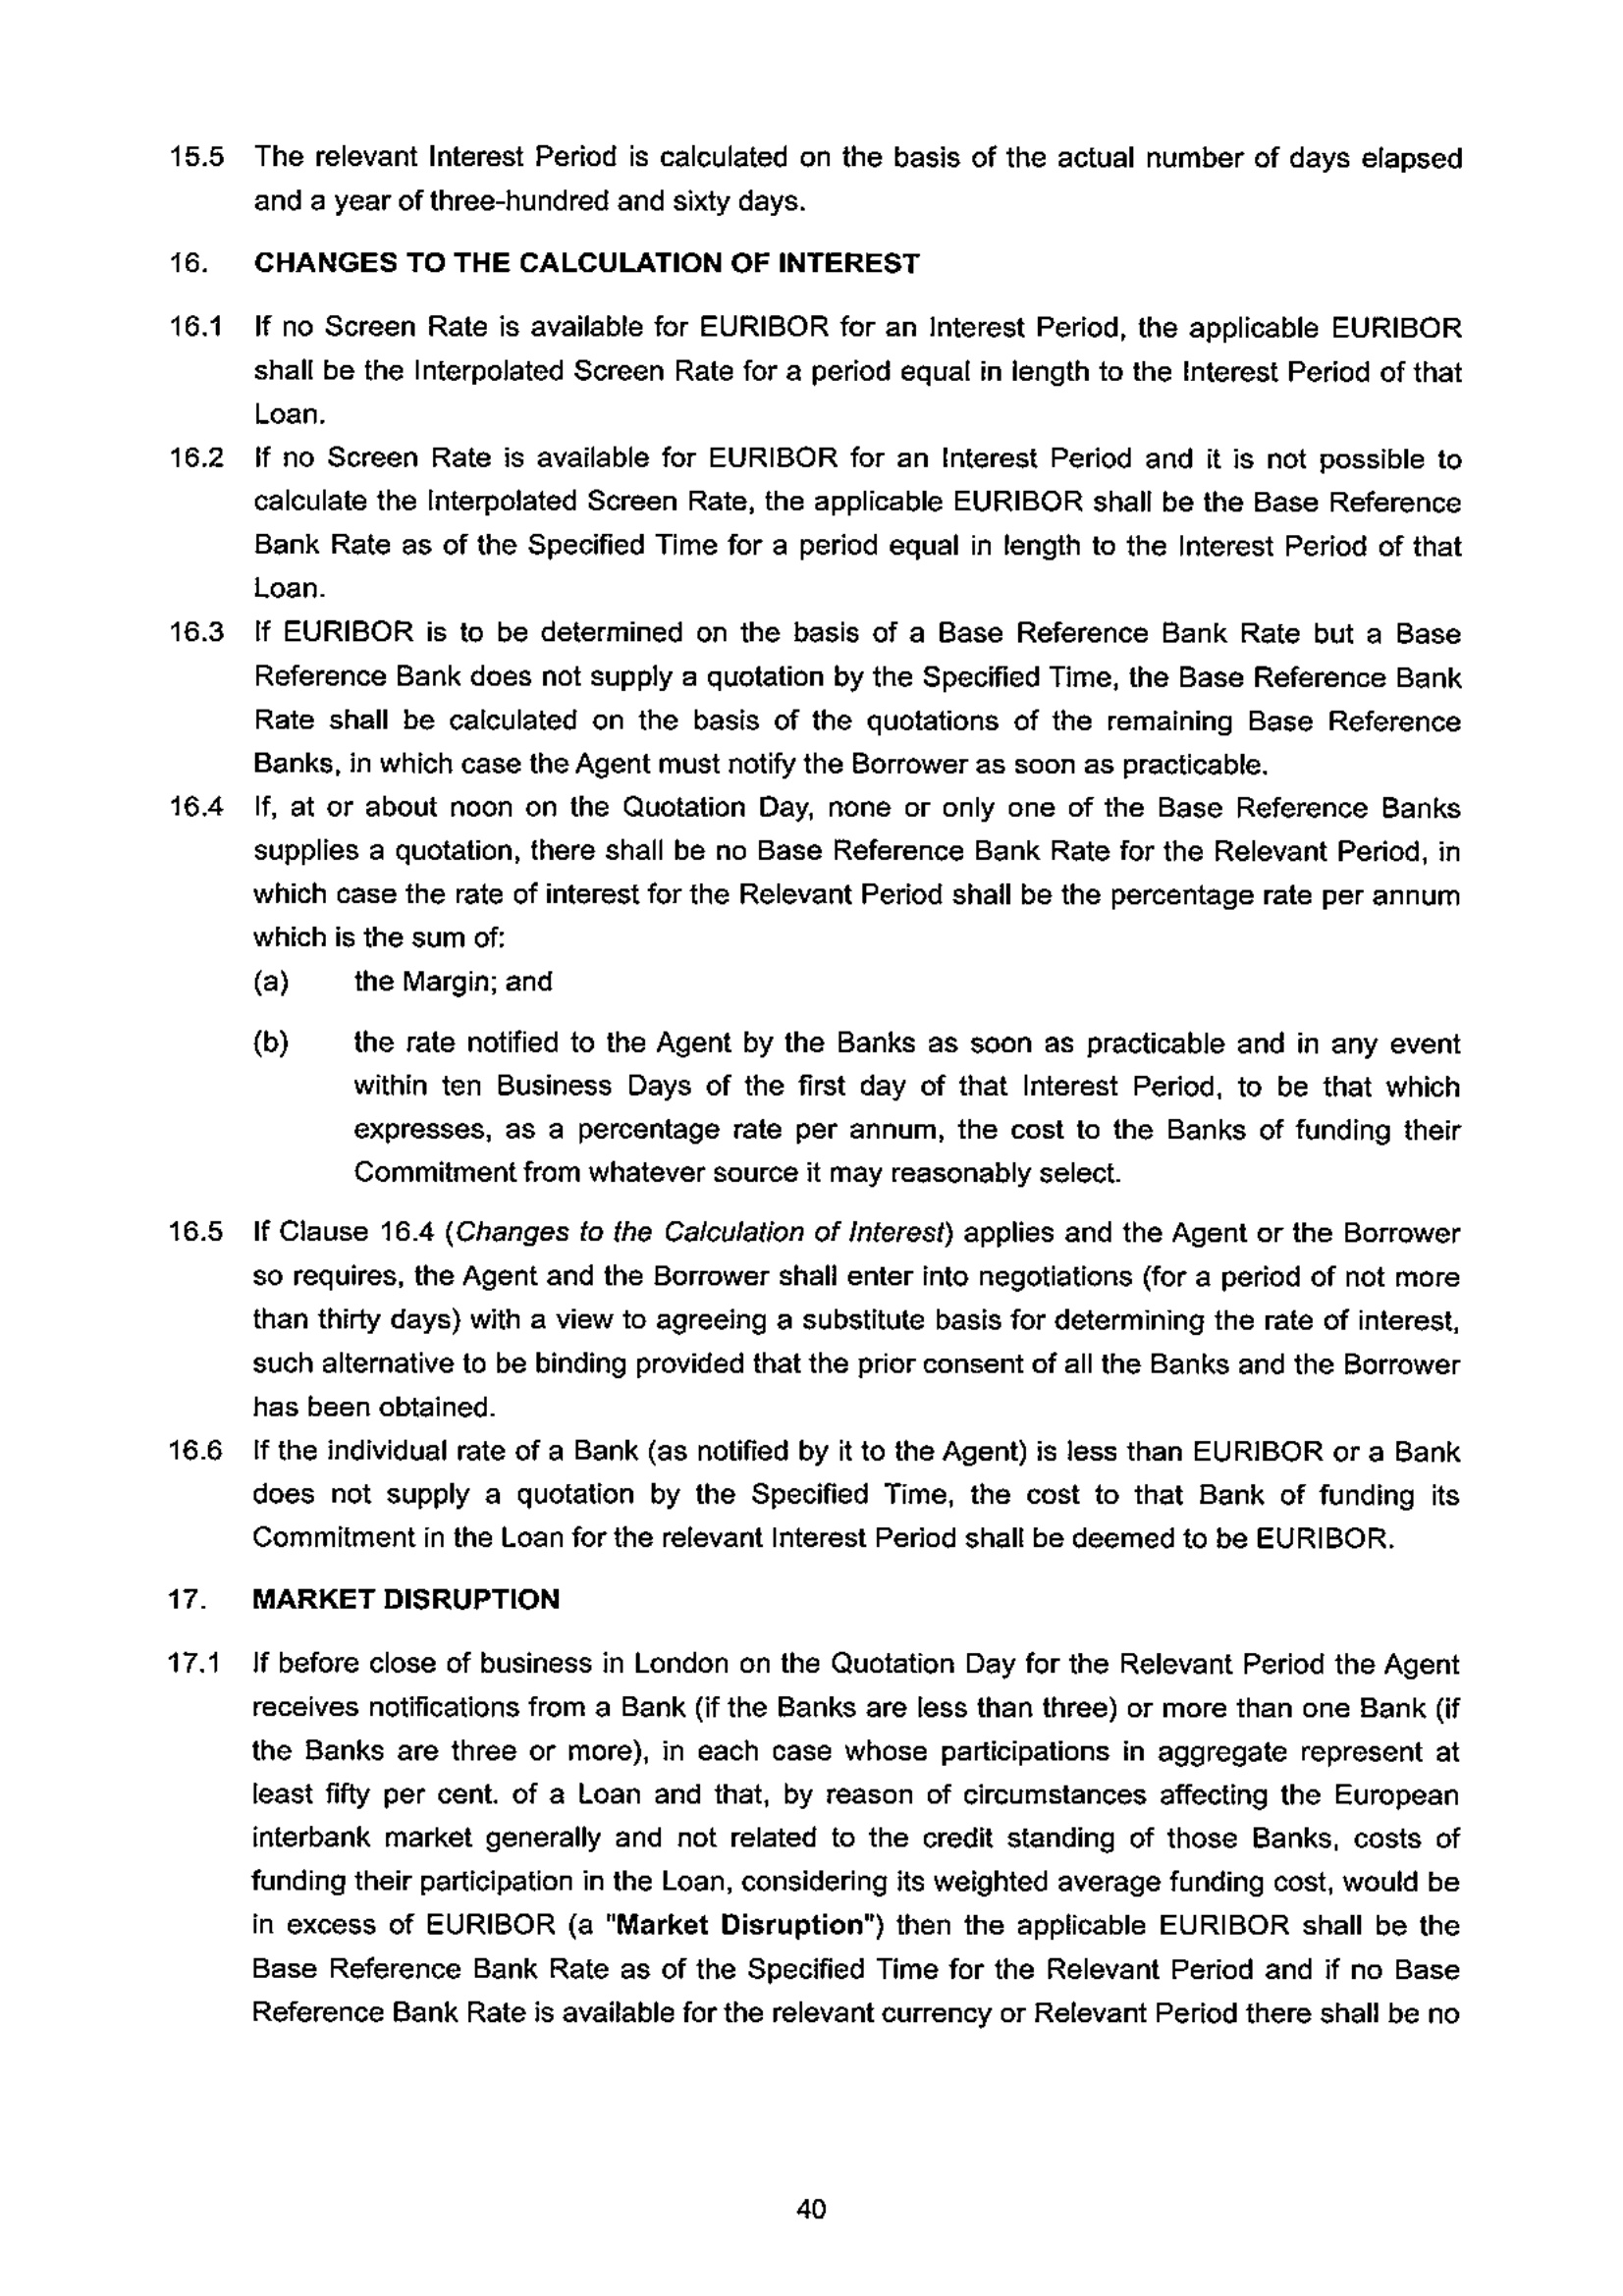 15.5 The relevant Interest Period is calculated on the basis of the actual number of days elapsed
and a year of three-hundred and sixty days.
16. CHANGES TO THE CALCULATION OF INTEREST
16.1 If no Screen Rate is available for EURIBOR for an Interest Period, the applicable EURIBOR
shall be the Interpolated Screen Rate for a period equal in length to the Interest Period of that
Loan.
16.2 If no Screen Rate is available for EURIBOR for an Interest Period and it is not possible to
calculate the Interpolated Screen Rate, the applicable EURIBOR shall be the Base Reference
Bank Rate as of the Specified Time for a period equal in length to the Interest Period of that
Loan.
16.3 If EURIBOR is to be determined on the basis of a Base Reference Bank Rate but a Base
Reference Bank does not supply a quotation by the Specified Time, the Base Reference Bank
Rate shall be calculated on the basis of the quotations of the remaining Base Reference
Banks, in which case the Agent must notify the Borrower as soon as practicable.
16.4 If, at or about noon on the Quotation Day, none or only one of the Base Reference Banks
supplies a quotation, there shall be no Base Reference Bank Rate for the Relevant Period, in
which case the rate of interest for the Relevant Period shall be the percentage rate per annum
which is the sum of:
(a) the Margin; and
(b) the rate notified to the Agent by the Banks as soon as practicable and in any event
within ten Business Days of the first day of that Interest Period, to be that which
expresses, as a percentage rate per annum, the cost to the Banks of funding their
Commitment from whatever source it may reasonably select.
16.5 If Clause 16.4 (Changes to the Calculation of Interest) applies and the Agent or the Borrower
so requires, the Agent and the Borrower shall enter into negotiations (for a period of not more
than thirty days) with a view to agreeing a substitute basis for determining the rate of interest,
such alternative to be binding provided that the prior consent of all the Banks and the Borrower
has been obtained.
16.6 If the individual rate of a Bank (as notified by it to the Agent) is less than EURIBOR or a Bank
does not supply a quotation by the Specified Time, the cost to that Bank of funding its
Commitment in the Loan for the relevant Interest Period shall be deemed to be EURIBOR.
17. MARKET DISRUPTION
17.1 If before close of business in London on the Quotation Day for the Relevant Period the Agent
receives notifications from a Bank (if the Banks are less than three) or more than one Bank (if
the Banks are three or more), in each case whose participations in aggregate represent at
least fifty per cent. of a Loan and that, by reason of circumstances affecting the European
interbank market generally and not related to the credit standing of those Banks, costs of
funding their participation in the Loan, considering its weighted average funding cost, would be
in excess of EURIBOR (a "Market Disruption") then the applicable EURIBOR shall be the
Base Reference Bank Rate as of the Specified Time for the Relevant Period and if no Base
Reference Bank Rate is available for the relevant currency or Relevant Period there shall be no
40